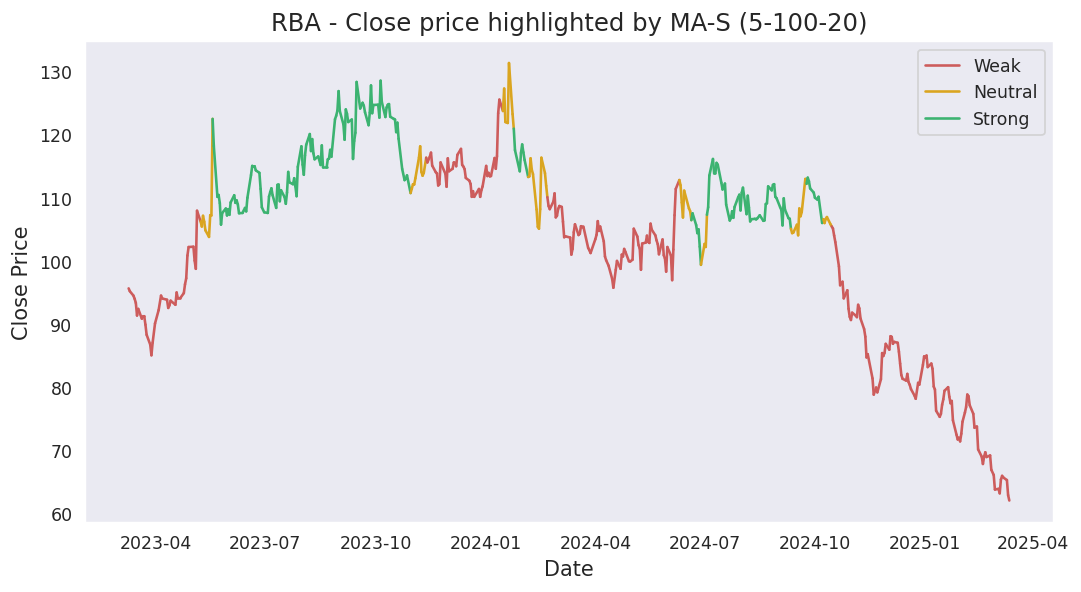 RBA - Close price highlighted by MA-S (5-100-20)
Weak
Neutral
Strong
Close Price
130
120
110
100
90
80
70
60
2023-04 2023-07 2023-10 2024-01 2024-04 2024-07 2024-10 2025-01 2025-04
Date